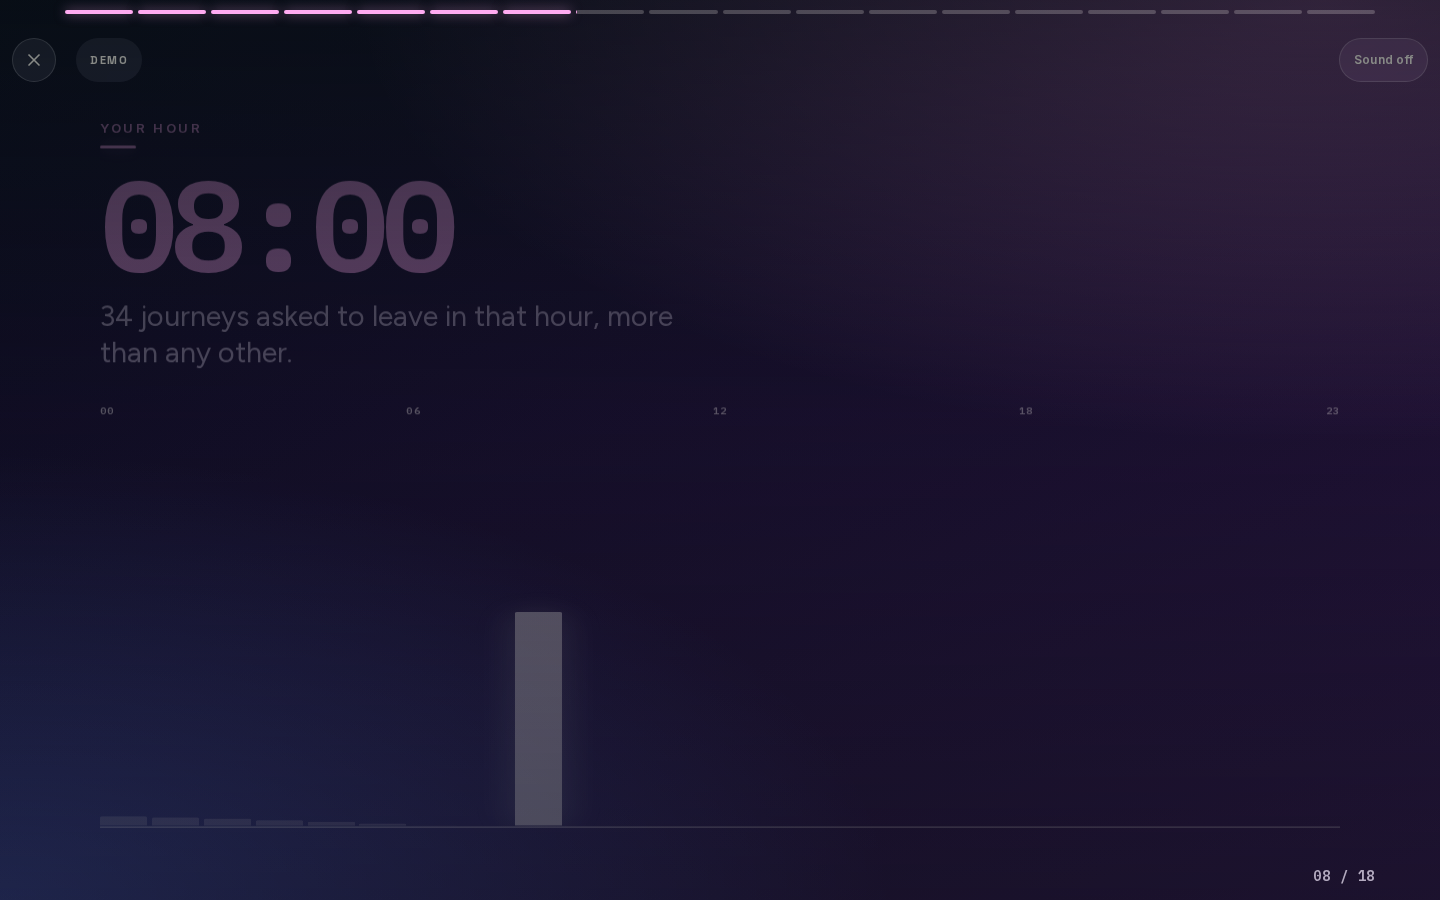 DEMO
Sound off
YOUR HOUR
08:00
34 journeys asked to leave in that hour, more
than any other.
00 06 12 18 23
08 / 18